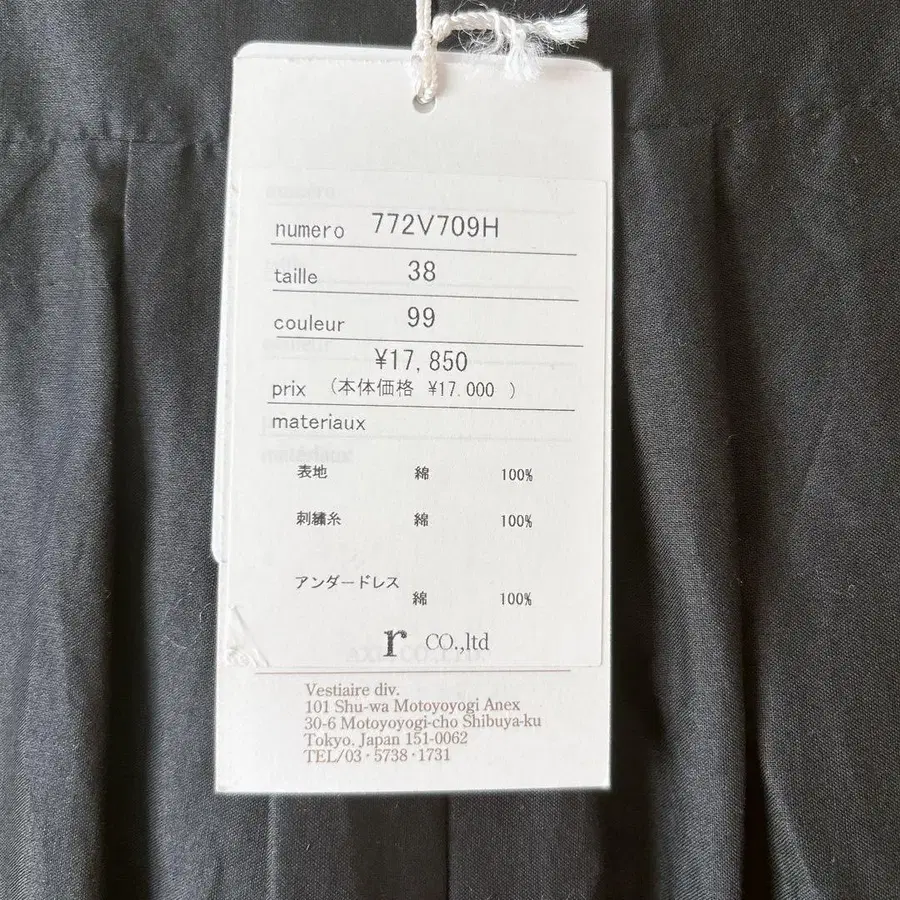 numero 772V709H
taille 38
couleur 99
¥17,850
prix (本体価格 ¥17.000 )
materiaux
表地 綿 100%
刺繍糸 綿 100%
アンダードレス
綿 100%
r CO.,ltd
Vestiaire div.
101 Shu-wa Motoyoyogi Anex
30-6 Motoyoyogi-cho Shibuya-ku
Tokyo. Japan 151-0062
TEL/03·5738·1731